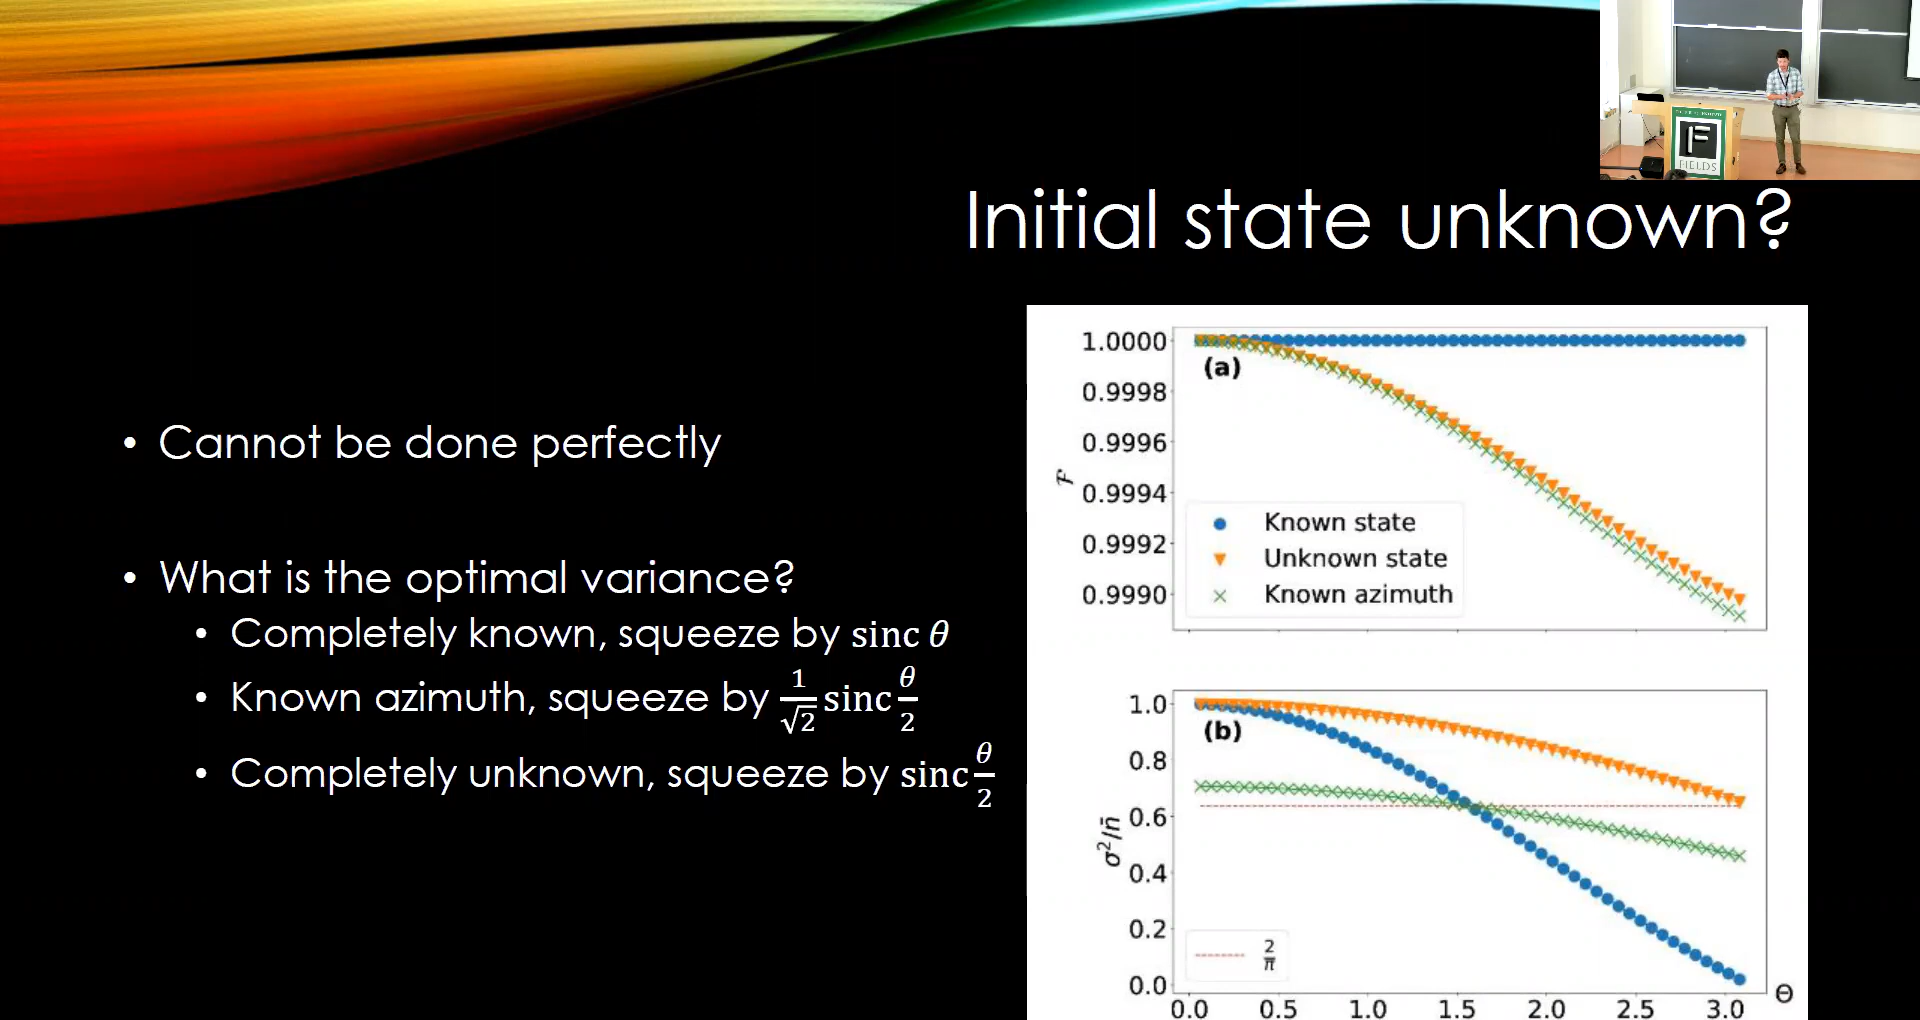 Initial state unknown?
• Cannot be done perfectly
• What is the optimal variance?
• Completely known, squeeze by sinc θ
• Known azimuth, squeeze by 1/√2 sinc θ/2
• Completely unknown, squeeze by sinc θ/2
1.0000
0.9998
0.9996
0.9994
0.9992
0.9990
ℱ
(a)
Known state
Unknown state
Known azimuth
1.0
0.8
0.6
0.4
0.2
0.0
σ²/n̄
(b)
2/π
0.0 0.5 1.0 1.5 2.0 2.5 3.0
Θ
F
FIELDS